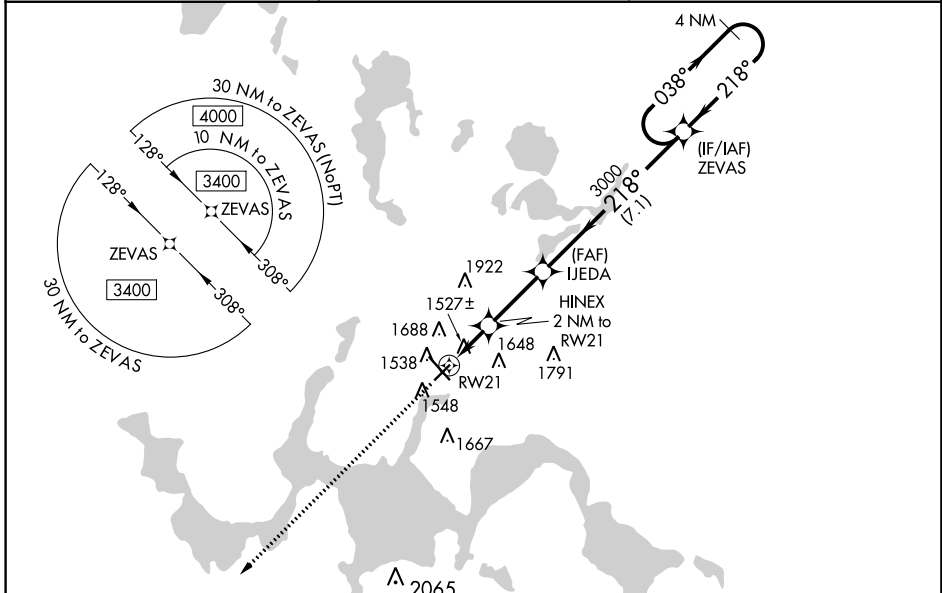 4 NM
038°
218°
(IF/IAF)
ZEVAS
30 NM to ZEVAS (NoPT)
4000
10 NM to ZEVAS
3400
128°
ZEVAS
308°
128°
ZEVAS
3400
308°
30 NM to ZEVAS
3000
218°
(7.1)
(FAF)
IJEDA
HINEX
2 NM to
RW21
1922
1527±
1688
1648
1538
1791
RW21
1548
1667
2065